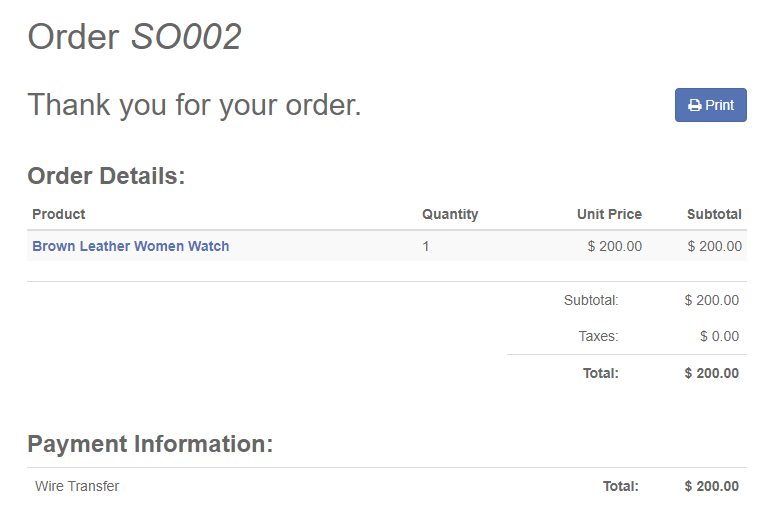 Order SO002
Thank you for your order.
Print
Order Details:
Product Quantity Unit Price Subtotal
Brown Leather Women Watch 1 $ 200.00 $ 200.00
Subtotal: $ 200.00
Taxes: $ 0.00
Total: $ 200.00
Payment Information:
Wire Transfer Total: $ 200.00